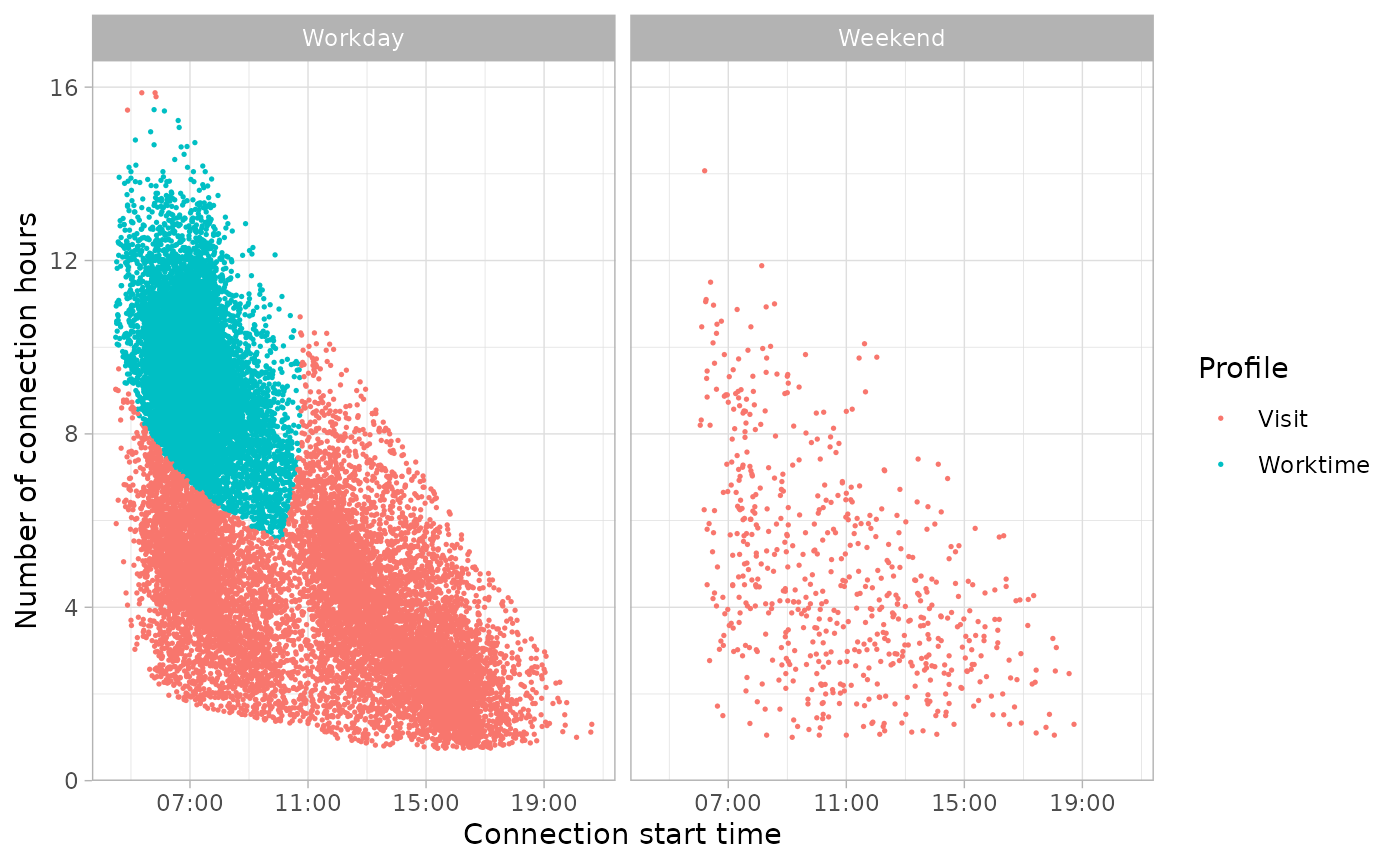 Workday
Weekend
Number of connection hours
16
12
8
4
0
07:00 11:00 15:00 19:00
07:00 11:00 15:00 19:00
Connection start time
Profile
Visit
Worktime